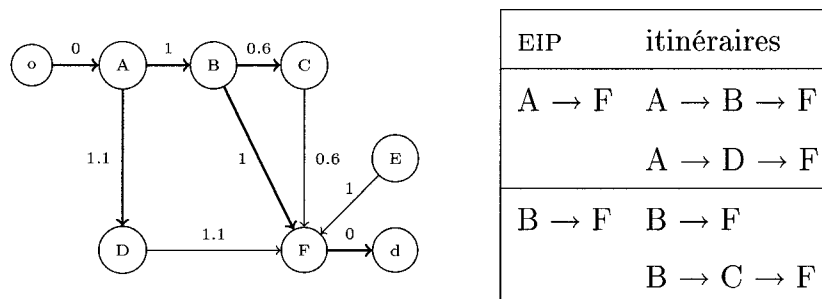 0 1 0.6
o A B C
1.1 1 0.6 E
1
1.1 0
D F d
EIP itinéraires
A → F A → B → F
A → D → F
B → F B → F
B → C → F